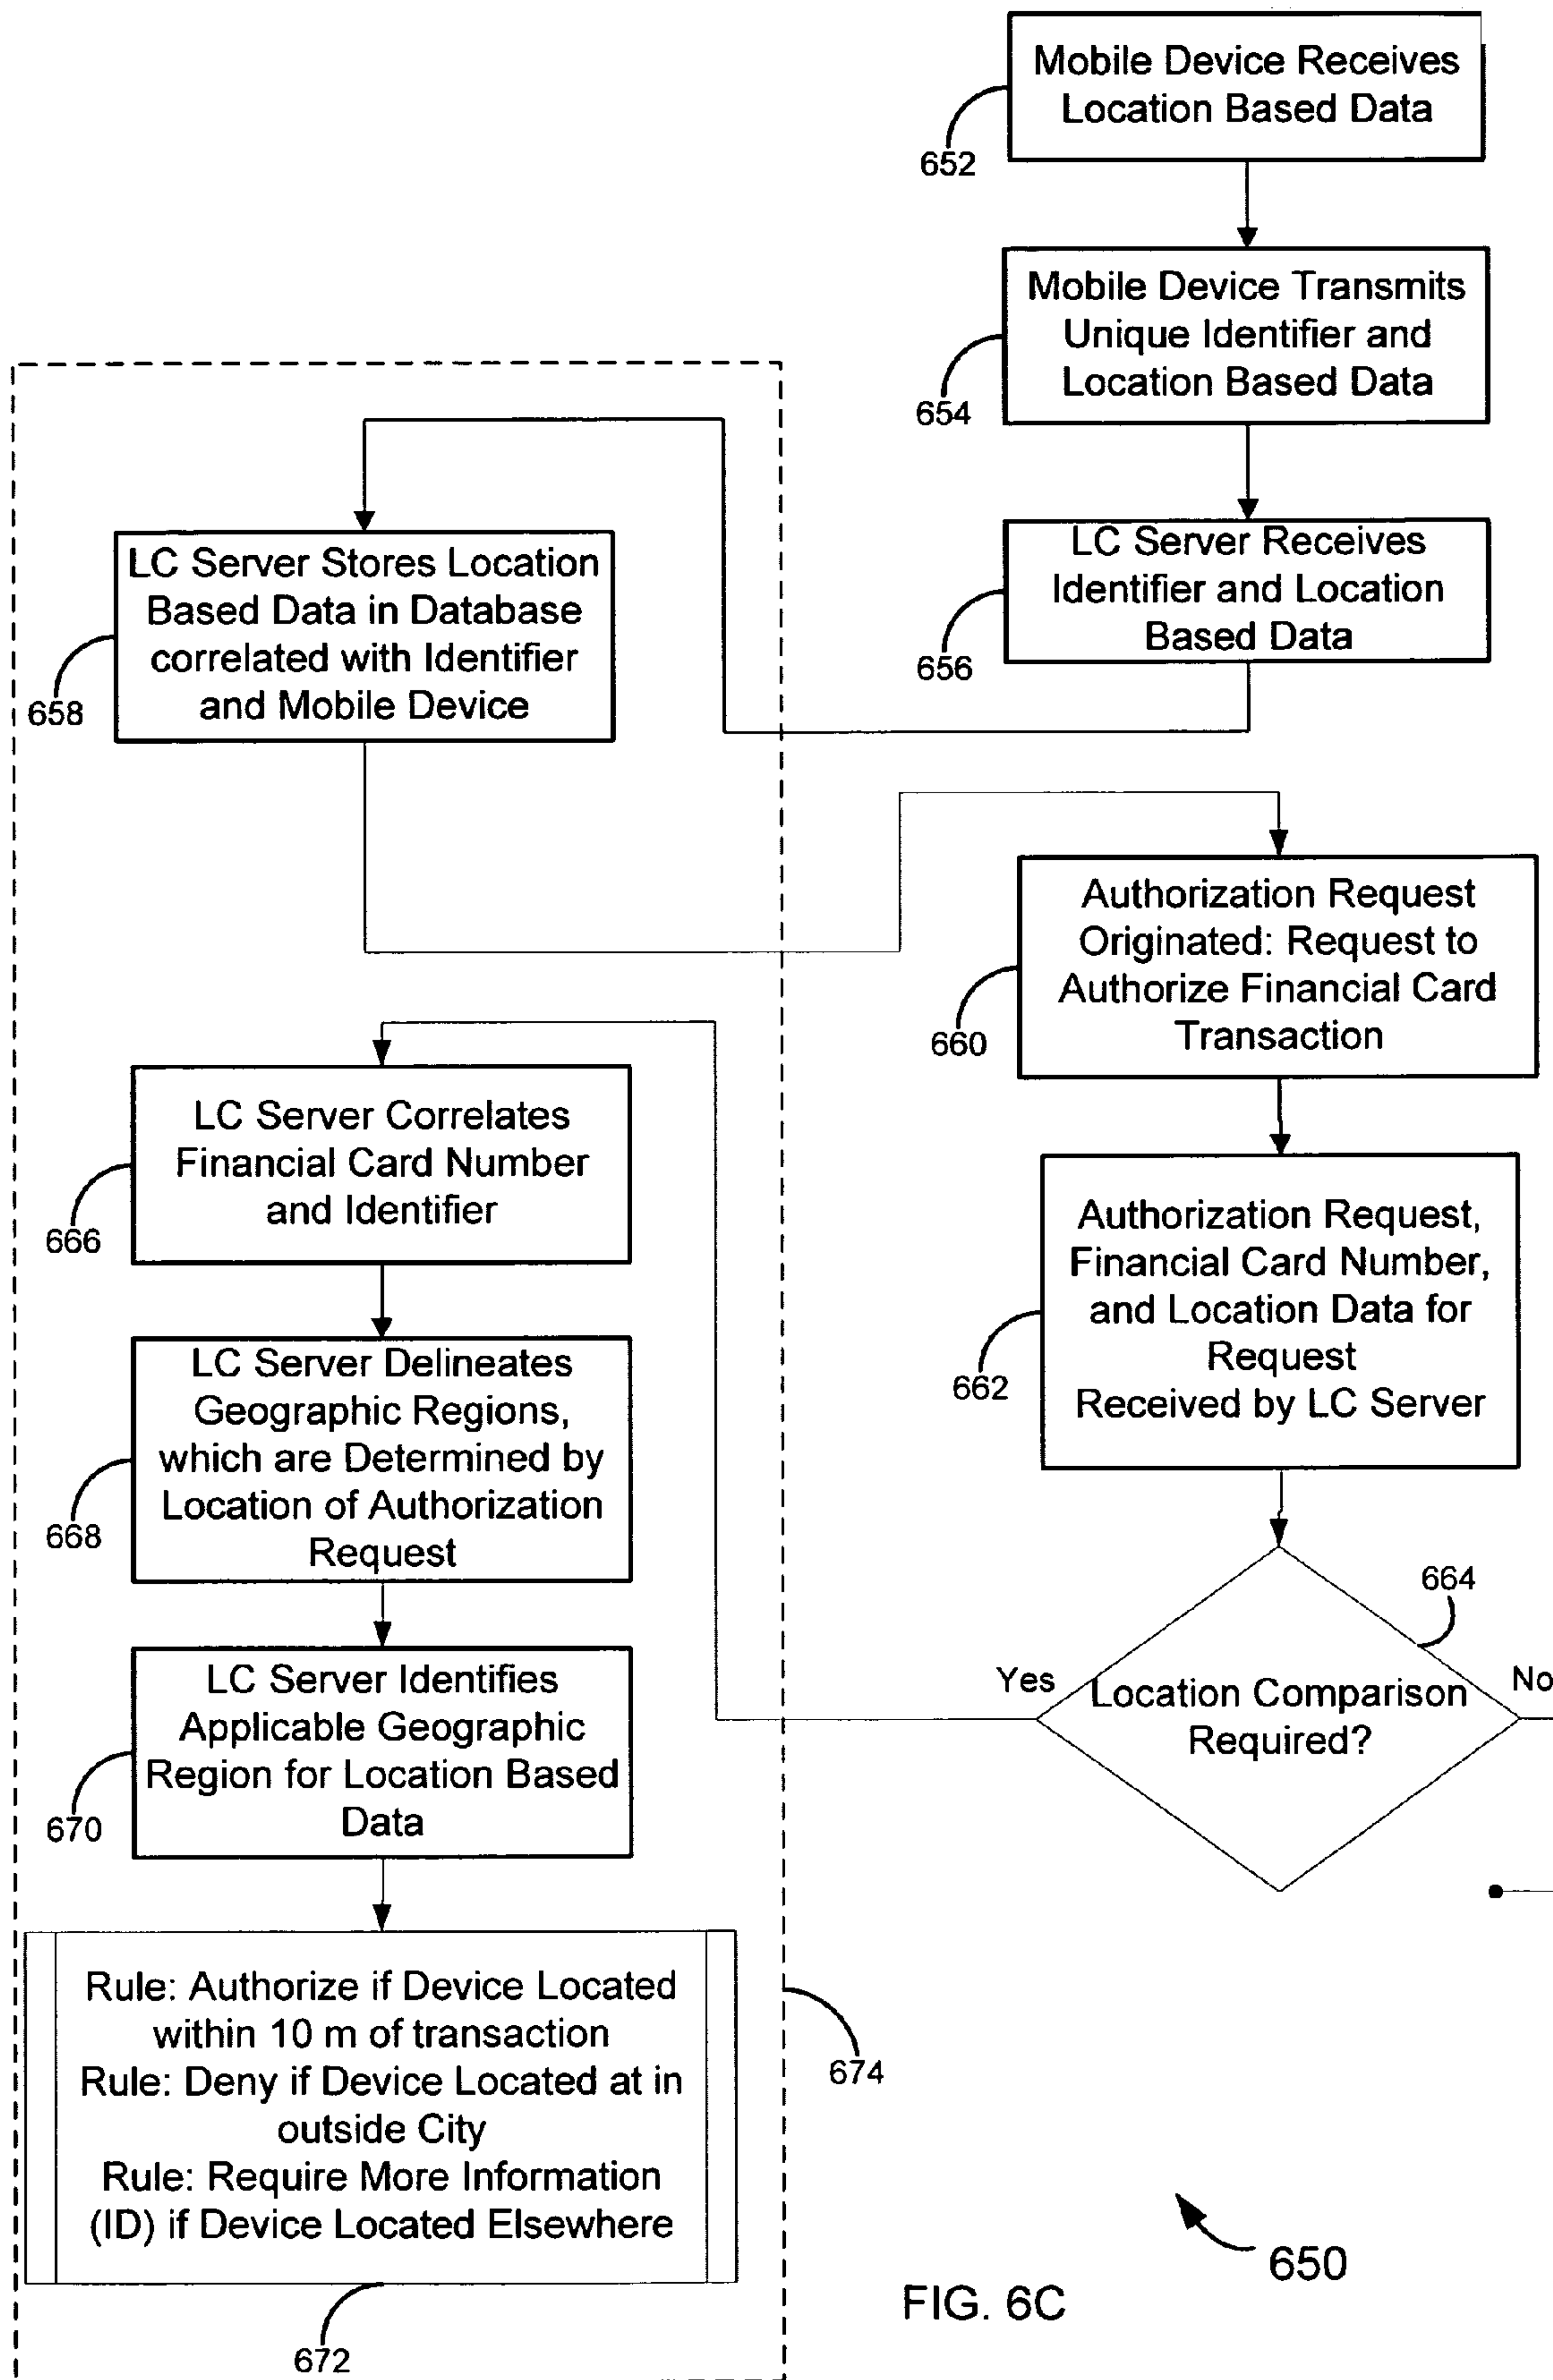 Mobile Device Receives
Location Based Data
652
Mobile Device Transmits
Unique Identifier and
Location Based Data
654
LC Server Receives
Identifier and Location
Based Data
656
LC Server Stores Location
Based Data in Database
correlated with Identifier
and Mobile Device
658
Authorization Request
Originated: Request to
Authorize Financial Card
Transaction
660
Authorization Request,
Financial Card Number,
and Location Data for
Request
Received by LC Server
662
664
Yes
Location Comparison
Required?
No
LC Server Correlates
Financial Card Number
and Identifier
666
LC Server Delineates
Geographic Regions,
which are Determined by
Location of Authorization
Request
668
LC Server Identifies
Applicable Geographic
Region for Location Based
Data
670
Rule: Authorize if Device Located
within 10 m of transaction
Rule: Deny if Device Located at in
outside City
Rule: Require More Information
(ID) if Device Located Elsewhere
672
674
650
FIG. 6C